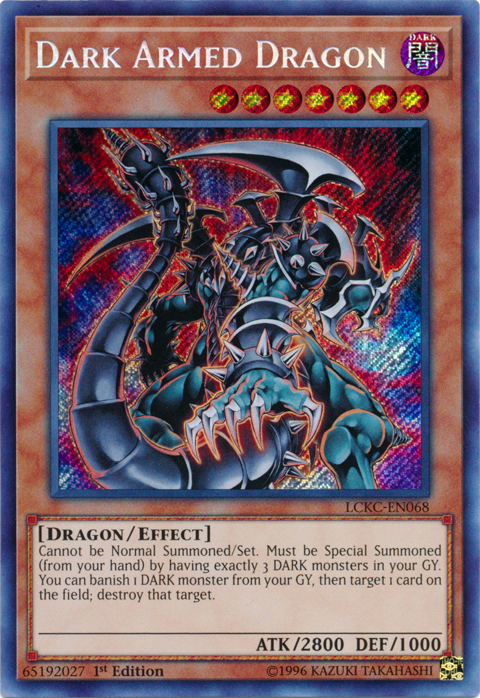 DARK ARMED DRAGON
DARK
闇
LCKC-EN068
[DRAGON/EFFECT]
Cannot be Normal Summoned/Set. Must be Special Summoned
(from your hand) by having exactly 3 DARK monsters in your GY.
You can banish 1 DARK monster from your GY, then target 1 card on
the field; destroy that target.
ATK/2800 DEF/1000
65192027 1st Edition ©1996 KAZUKI TAKAHASHI